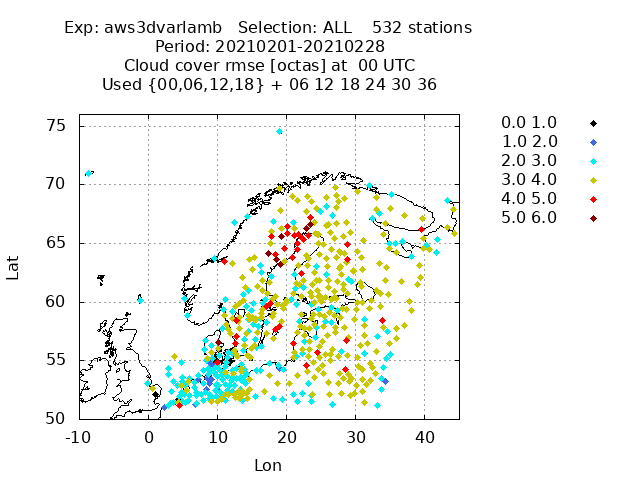 Exp: aws3dvarlamb   Selection: ALL    532 stations
Period: 20210201-20210228
Cloud cover rmse [octas] at  00 UTC
Used {00,06,12,18} + 06 12 18 24 30 36
75
70
65
60
55
50
Lat
-10 0 10 20 30 40
Lon
0.0 1.0
1.0 2.0
2.0 3.0
3.0 4.0
4.0 5.0
5.0 6.0